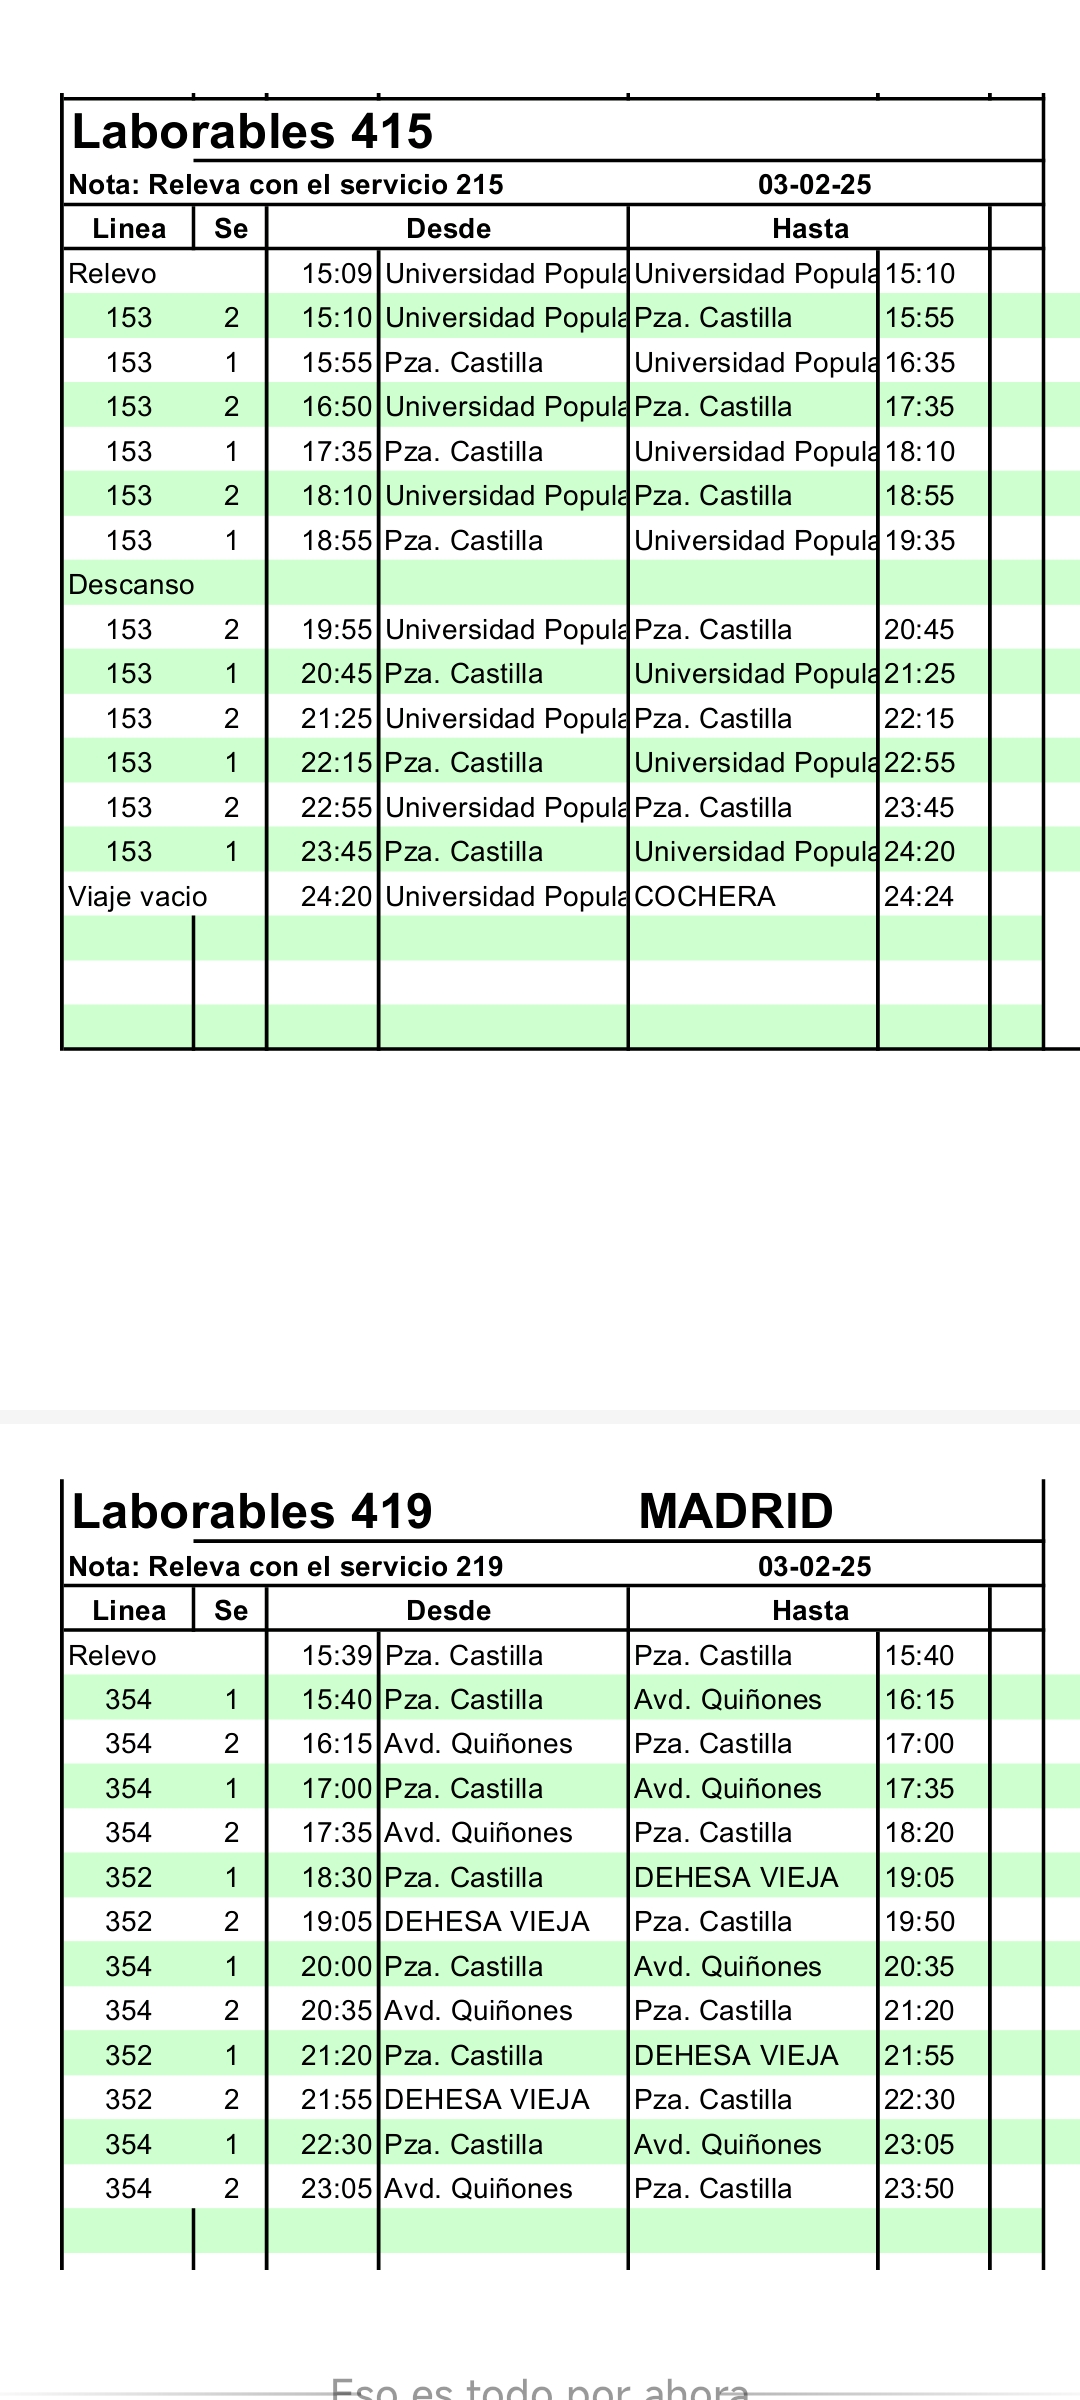 Laborables 415
Nota: Releva con el servicio 215 03-02-25
Linea Se Desde Hasta
Relevo 15:09 Universidad Popula Universidad Popula 15:10
153 2 15:10 Universidad Popula Pza. Castilla 15:55
153 1 15:55 Pza. Castilla Universidad Popula 16:35
153 2 16:50 Universidad Popula Pza. Castilla 17:35
153 1 17:35 Pza. Castilla Universidad Popula 18:10
153 2 18:10 Universidad Popula Pza. Castilla 18:55
153 1 18:55 Pza. Castilla Universidad Popula 19:35
Descanso
153 2 19:55 Universidad Popula Pza. Castilla 20:45
153 1 20:45 Pza. Castilla Universidad Popula 21:25
153 2 21:25 Universidad Popula Pza. Castilla 22:15
153 1 22:15 Pza. Castilla Universidad Popula 22:55
153 2 22:55 Universidad Popula Pza. Castilla 23:45
153 1 23:45 Pza. Castilla Universidad Popula 24:20
Viaje vacio 24:20 Universidad Popula COCHERA 24:24
Laborables 419 MADRID
Nota: Releva con el servicio 219 03-02-25
Linea Se Desde Hasta
Relevo 15:39 Pza. Castilla Pza. Castilla 15:40
354 1 15:40 Pza. Castilla Avd. Quiñones 16:15
354 2 16:15 Avd. Quiñones Pza. Castilla 17:00
354 1 17:00 Pza. Castilla Avd. Quiñones 17:35
354 2 17:35 Avd. Quiñones Pza. Castilla 18:20
352 1 18:30 Pza. Castilla DEHESA VIEJA 19:05
352 2 19:05 DEHESA VIEJA Pza. Castilla 19:50
354 1 20:00 Pza. Castilla Avd. Quiñones 20:35
354 2 20:35 Avd. Quiñones Pza. Castilla 21:20
352 1 21:20 Pza. Castilla DEHESA VIEJA 21:55
352 2 21:55 DEHESA VIEJA Pza. Castilla 22:30
354 1 22:30 Pza. Castilla Avd. Quiñones 23:05
354 2 23:05 Avd. Quiñones Pza. Castilla 23:50
Eso es todo por ahora